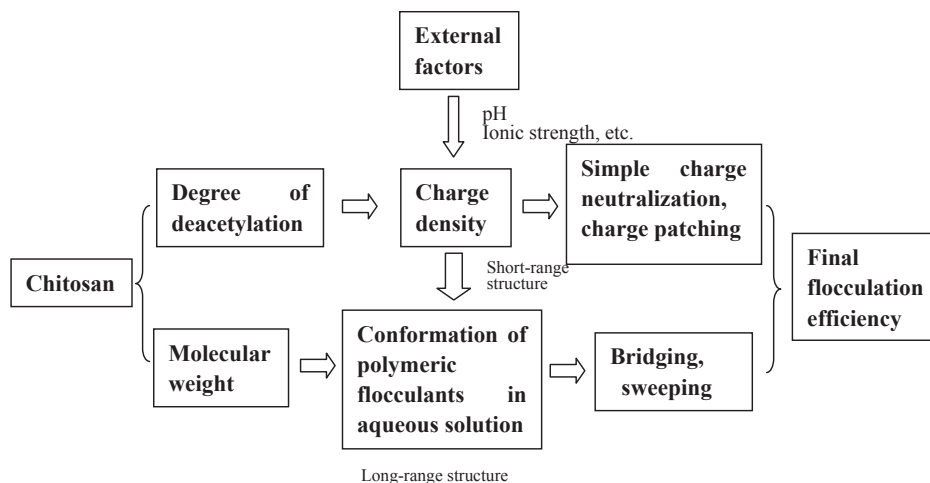 External
factors
pH
Ionic strength, etc.
Degree of
deacetylation
Charge
density
Simple charge
neutralization,
charge patching
Short-range
structure
Chitosan
Final
flocculation
efficiency
Molecular
weight
Conformation of
polymeric
flocculants in
aqueous solution
Bridging,
sweeping
Long-range structure